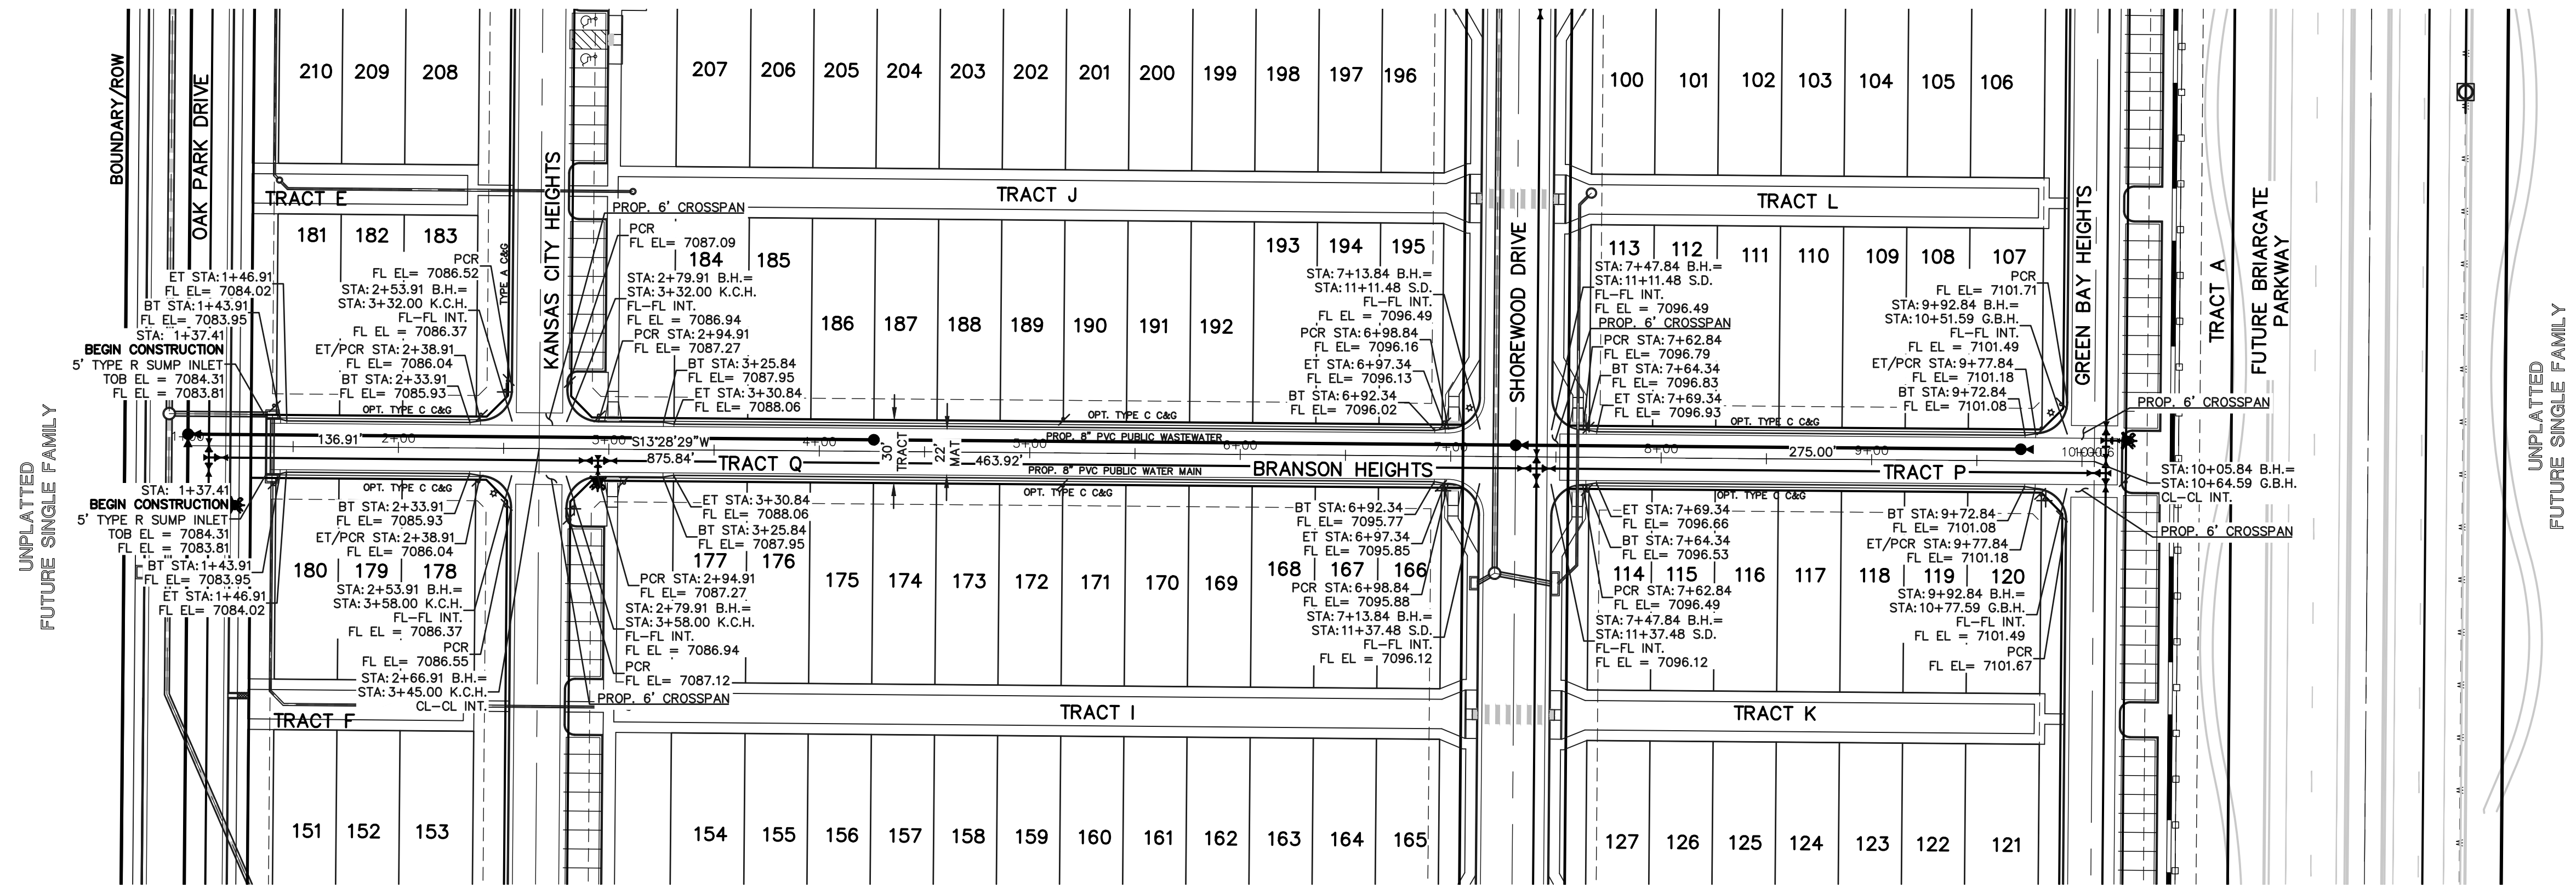 BOUNDARY/ROW
OAK PARK DRIVE
210 209 208
207 206 205 204 203 202 201 200 199 198 197 196
100 101 102 103 104 105 106
KANSAS CITY HEIGHTS
SHOREWOOD DRIVE
GREEN BAY HEIGHTS
TRACT A
FUTURE BRIARGATE
PARKWAY
UNPLATTED
FUTURE SINGLE FAMILY
UNPLATTED
FUTURE SINGLE FAMILY
TRACT E
TRACT J
TRACT L
PROP. 6' CROSSPAN
181 182 183
184 185
186 187 188 189 190 191 192
193 194 195
113 112 111 110 109 108 107
TYPE A C&G
ET STA: 1+46.91
FL EL= 7084.02
BT STA: 1+43.91
FL EL= 7083.95
STA: 1+37.41
BEGIN CONSTRUCTION
5' TYPE R SUMP INLET
TOB EL = 7084.31
FL EL= 7083.81
PCR
FL EL= 7086.52
STA: 2+53.91 B.H.=
STA: 3+32.00 K.C.H.
FL-FL INT.
FL EL = 7086.37
ET/PCR STA: 2+38.91
FL EL= 7086.04
BT STA: 2+33.91
FL EL= 7085.93
OPT. TYPE C C&G
PCR
FL EL= 7087.09
STA: 2+79.91 B.H.=
STA: 3+32.00 K.C.H.
FL-FL INT.
FL EL = 7086.94
PCR STA: 2+94.91
FL EL= 7087.27
BT STA: 3+25.84
FL EL= 7087.95
ET STA: 3+30.84
FL EL= 7088.06
OPT. TYPE C C&G
STA: 7+13.84 B.H.=
STA: 11+11.48 S.D.
FL-FL INT.
FL EL= 7096.49
PCR STA: 6+98.84
FL EL= 7096.16
ET STA: 6+97.34
FL EL= 7096.13
BT STA: 6+92.34
FL EL= 7096.02
STA: 7+47.84 B.H.=
STA: 11+11.48 S.D.
FL-FL INT.
FL EL = 7096.49
PROP. 6' CROSSPAN
PCR STA: 7+62.84
FL EL= 7096.79
BT STA: 7+64.34
FL EL= 7096.83
ET STA: 7+69.34
FL EL= 7096.93
OPT. TYPE C C&G
PCR
FL EL= 7101.71
STA: 9+92.84 B.H.=
STA: 10+51.59 G.B.H.
FL-FL INT.
FL EL = 7101.49
ET/PCR STA: 9+77.84
FL EL= 7101.18
BT STA: 9+72.84
FL EL= 7101.08
PROP. 6' CROSSPAN
136.91' 2+00 3+00 S13°28'29"W 4+00 5+00 PROP. 8" PVC PUBLIC WASTEWATER 6+00 7+00 8+00 275.00' 9+00
875.84' TRACT Q 30' TRACT 22' MAT 463.92' PROP. 8" PVC PUBLIC WATER MAIN BRANSON HEIGHTS TRACT P
STA: 10+05.84 B.H.=
STA: 10+64.59 G.B.H.
CL-CL INT.
PROP. 6' CROSSPAN
STA: 1+37.41
BEGIN CONSTRUCTION
5' TYPE R SUMP INLET
TOB EL = 7084.31
FL EL= 7083.81
BT STA: 1+43.91
FL EL= 7083.95
ET STA: 1+46.91
FL EL= 7084.02
OPT. TYPE C C&G
BT STA: 2+33.91
FL EL= 7085.93
ET/PCR STA: 2+38.91
FL EL= 7086.04
180 179 178
STA: 2+53.91 B.H.=
STA: 3+58.00 K.C.H.
FL-FL INT.
FL EL = 7086.37
PCR
FL EL= 7086.55
STA: 2+66.91 B.H.=
STA: 3+45.00 K.C.H.
CL-CL INT.
ET STA: 3+30.84
FL EL= 7088.06
BT STA: 3+25.84
FL EL= 7087.95
177 176
PCR STA: 2+94.91
FL EL= 7087.27
STA: 2+79.91 B.H.=
STA: 3+58.00 K.C.H.
FL-FL INT.
FL EL = 7086.94
PCR
FL EL= 7087.12
PROP. 6' CROSSPAN
175 174 173 172 171 170 169
OPT. TYPE C C&G
BT STA: 6+92.34
FL EL= 7095.77
ET STA: 6+97.34
FL EL= 7095.85
168 167 166
PCR STA: 6+98.84
FL EL= 7095.88
STA: 7+13.84 B.H.=
STA: 11+37.48 S.D.
FL-FL INT.
FL EL = 7096.12
OPT. TYPE C C&G
ET STA: 7+69.34
FL EL= 7096.66
BT STA: 7+64.34
FL EL= 7096.53
114 115 116 117 118 119 120
PCR STA: 7+62.84
FL EL= 7096.49
STA: 7+47.84 B.H.=
STA: 11+37.48 S.D.
FL-FL INT.
FL EL = 7096.12
BT STA: 9+72.84
FL EL= 7101.08
ET/PCR STA: 9+77.84
FL EL= 7101.18
STA: 9+92.84 B.H.=
STA: 10+77.59 G.B.H.
FL-FL INT.
FL EL = 7101.49
PCR
FL EL= 7101.67
TRACT F
TRACT I
TRACT K
151 152 153
154 155 156 157 158 159 160 161 162 163 164 165
127 126 125 124 123 122 121